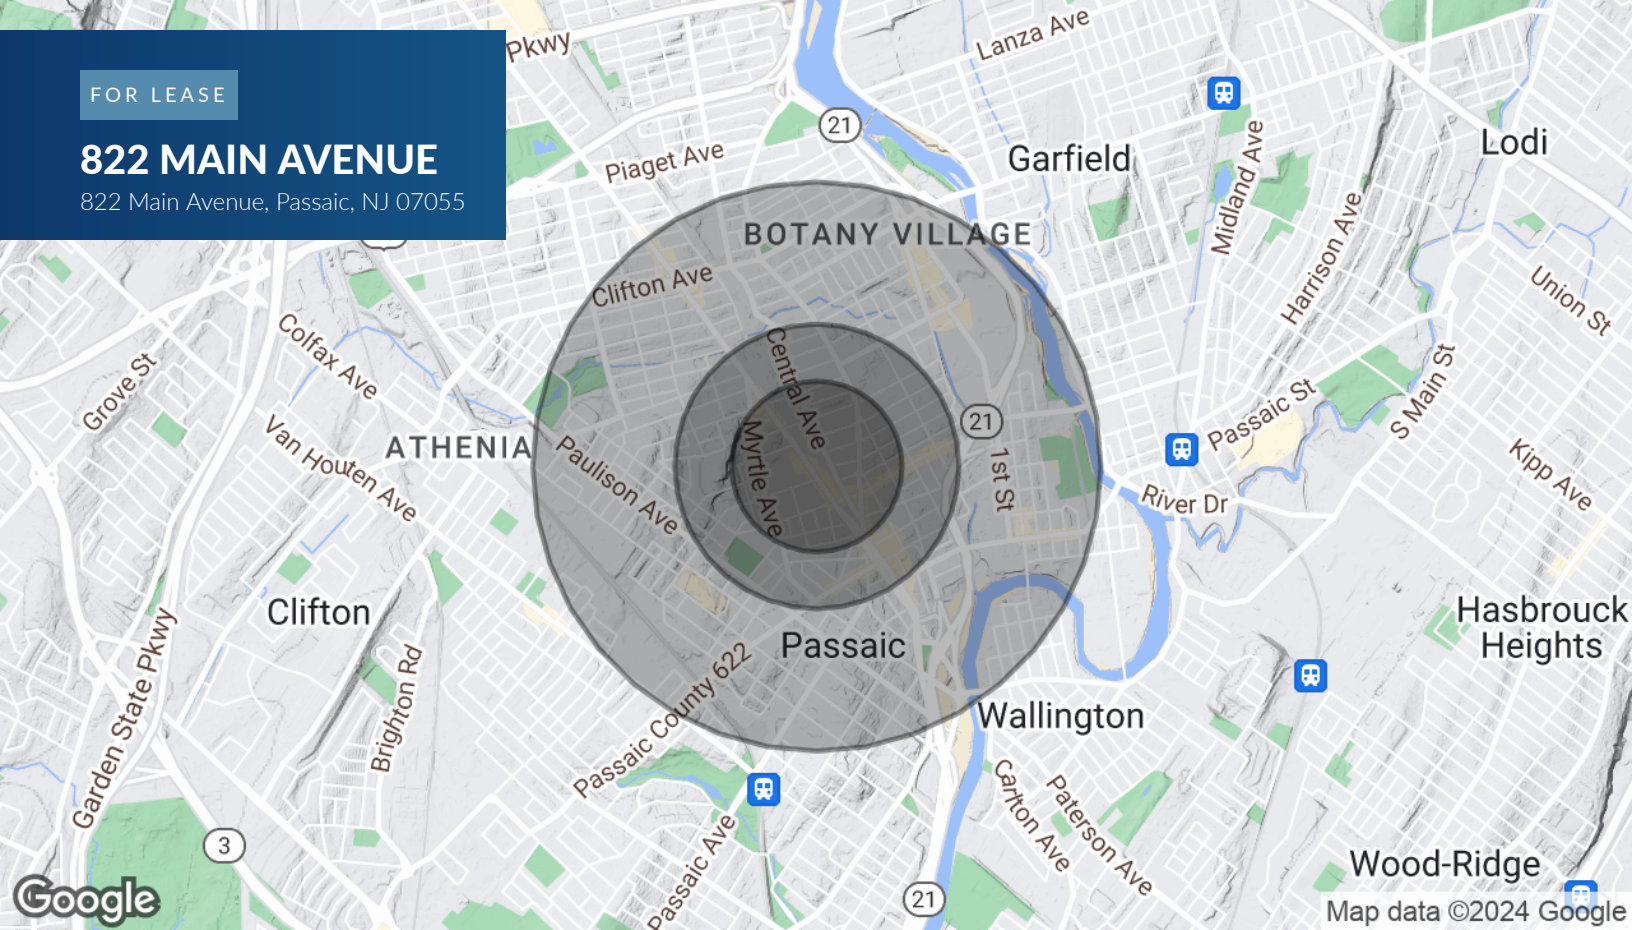 FOR LEASE
822 MAIN AVENUE
822 Main Avenue, Passaic, NJ 07055
Pkwy
Lanza Ave
21
Piaget Ave
Garfield
Midland Ave
Lodi
BOTANY VILLAGE
Harrison Ave
Clifton Ave
Union St
Colfax Ave
Grove St
Central Ave
S Main St
Passaic St
21
Van Houten Ave
ATHENIA
Paulison Ave
Myrtle Ave
1st St
Kipp Ave
River Dr
Clifton
Hasbrouck
Heights
Passaic
Garden State Pkwy
Brighton Rd
Passaic County 622
Wallington
Carlton Ave
Paterson Ave
3
Passaic Ave
Wood-Ridge
21
Google
Map data ©2024 Google